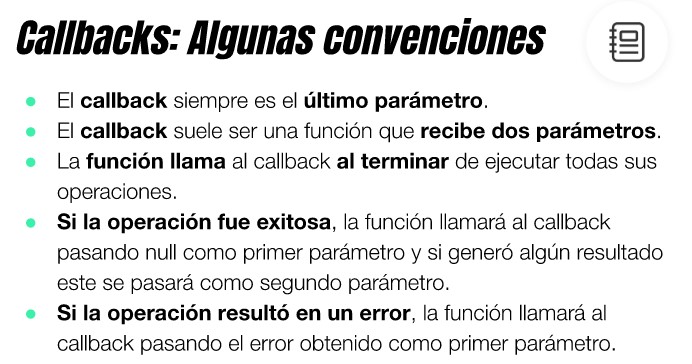 Callbacks: Algunas convenciones
● El callback siempre es el último parámetro.
● El callback suele ser una función que recibe dos parámetros.
● La función llama al callback al terminar de ejecutar todas sus
operaciones.
● Si la operación fue exitosa, la función llamará al callback
pasando null como primer parámetro y si generó algún resultado
este se pasará como segundo parámetro.
● Si la operación resultó en un error, la función llamará al
callback pasando el error obtenido como primer parámetro.